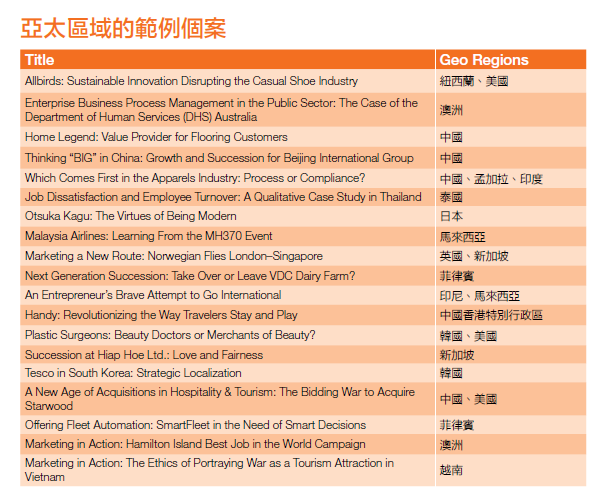 亞太區域的範例個案
Title Geo Regions
Allbirds: Sustainable Innovation Disrupting the Casual Shoe Industry 紐西蘭、美國
Enterprise Business Process Management in the Public Sector: The Case of the
Department of Human Services (DHS) Australia 澳洲
Home Legend: Value Provider for Flooring Customers 中國
Thinking “BIG” in China: Growth and Succession for Beijing International Group 中國
Which Comes First in the Apparels Industry: Process or Compliance? 中國、孟加拉、印度
Job Dissatisfaction and Employee Turnover: A Qualitative Case Study in Thailand 泰國
Otsuka Kagu: The Virtues of Being Modern 日本
Malaysia Airlines: Learning From the MH370 Event 馬來西亞
Marketing a New Route: Norwegian Flies London–Singapore 英國、新加坡
Next Generation Succession: Take Over or Leave VDC Dairy Farm? 菲律賓
An Entrepreneur’s Brave Attempt to Go International 印尼、馬來西亞
Handy: Revolutionizing the Way Travelers Stay and Play 中國香港特別行政區
Plastic Surgeons: Beauty Doctors or Merchants of Beauty? 韓國、美國
Succession at Hiap Hoe Ltd.: Love and Fairness 新加坡
Tesco in South Korea: Strategic Localization 韓國
A New Age of Acquisitions in Hospitality & Tourism: The Bidding War to Acquire
Starwood 中國、美國
Offering Fleet Automation: SmartFleet in the Need of Smart Decisions 菲律賓
Marketing in Action: Hamilton Island Best Job in the World Campaign 澳洲
Marketing in Action: The Ethics of Portraying War as a Tourism Attraction in
Vietnam 越南